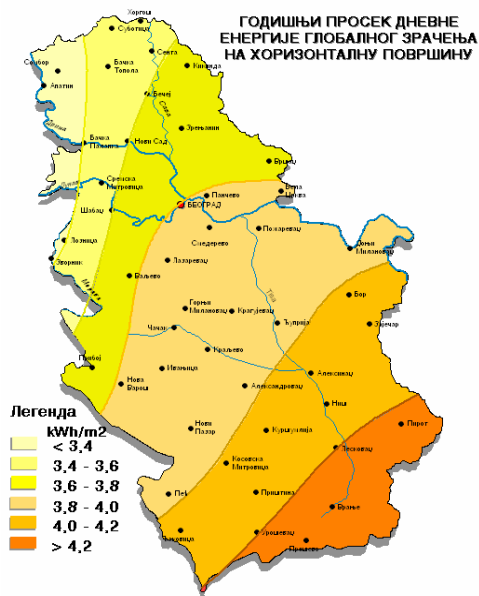 ГОДИШЊИ ПРОСЕК ДНЕВНЕ
ЕНЕРГИЈЕ ГЛОБАЛНОГ ЗРАЧЕЊА
НА ХОРИЗОНТАЛНУ ПОВРШИНУ
Хоргош
Суботица
Сомбор
Сента
Бачка
Топола
Кикинда
Апатин
Бечеј
Зрењанин
Бачка
Паланка
Нови Сад
Вршац
Сремска
Митровица
Панчево
Бела
Црква
Шабац
БЕОГРАД
Смедерево
Пожаревац
Лозница
Доњи
Милановац
Зворник
Ваљево
Лазаревац
Бор
Горњи
Милановац
Крагујевац
Зајечар
Чачак
Ћуприја
Краљево
Прибој
Ивањица
Нова
Варош
Александровац
Алексинац
Ниш
Нови
Пазар
Куршумлија
Пирот
Лесковац
Косовска
Митровица
Пећ
Приштина
Врање
Ђаковица
Урошевац
Прешево
Легенда
kWh/m2
< 3,4
3,4 - 3,6
3,6 - 3,8
3,8 - 4,0
4,0 - 4,2
> 4,2